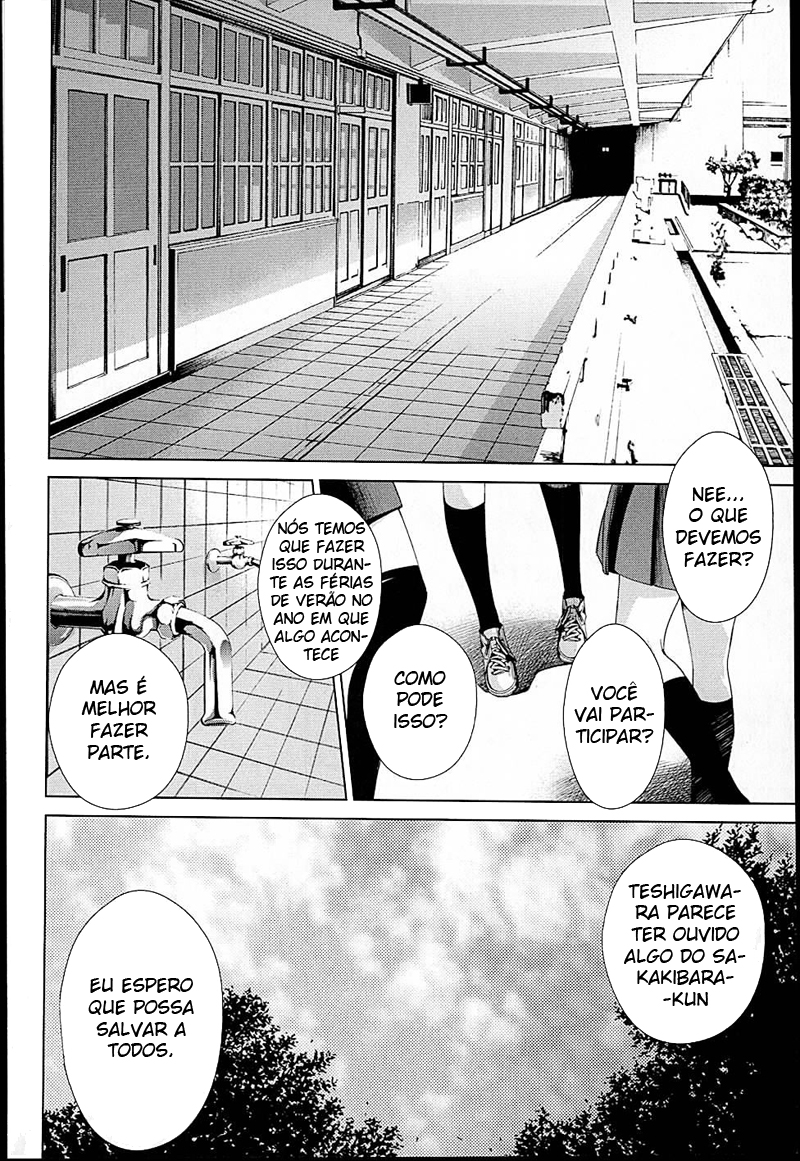 NEE...
O QUE
DEVEMOS
FAZER?
VOCÊ
VAI PAR-
TICIPAR?
COMO
PODE
ISSO?
NÓS TEMOS
QUE FAZER
ISSO DURAN-
TE AS FÉRIAS
DE VERÃO NO
ANO EM QUE
ALGO ACON-
TECE
MAS É
MELHOR
FAZER
PARTE.
TESHIGAWA-
RA PARECE
TER OUVIDO
ALGO DO SA-
KAKIBARA-
-KUN
EU ESPERO
QUE POSSA
SALVAR A
TODOS.